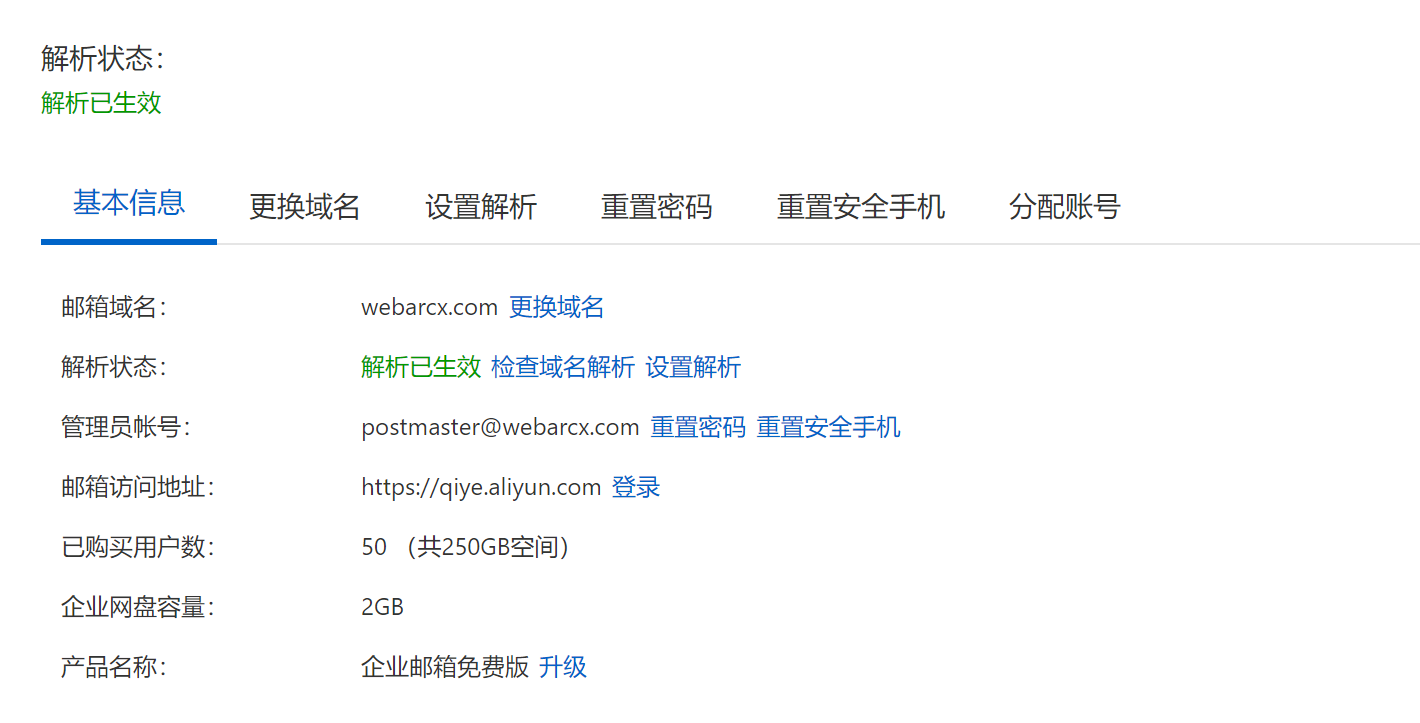 解析状态：
解析已生效
基本信息 更换域名 设置解析 重置密码 重置安全手机 分配账号
邮箱域名： webarcx.com 更换域名
解析状态： 解析已生效 检查域名解析 设置解析
管理员帐号： postmaster@webarcx.com 重置密码 重置安全手机
邮箱访问地址： https://qiye.aliyun.com 登录
已购买用户数： 50 （共250GB空间）
企业网盘容量： 2GB
产品名称： 企业邮箱免费版 升级